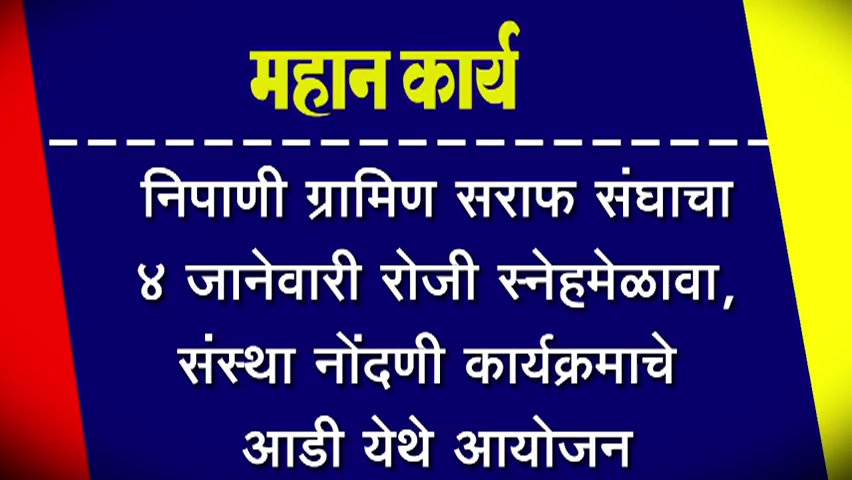 महान कार्य
निपाणी ग्रामिण सराफ संघाचा
४ जानेवारी रोजी स्नेहमेळावा,
संस्था नोंदणी कार्यक्रमाचे
आडी येथे आयोजन